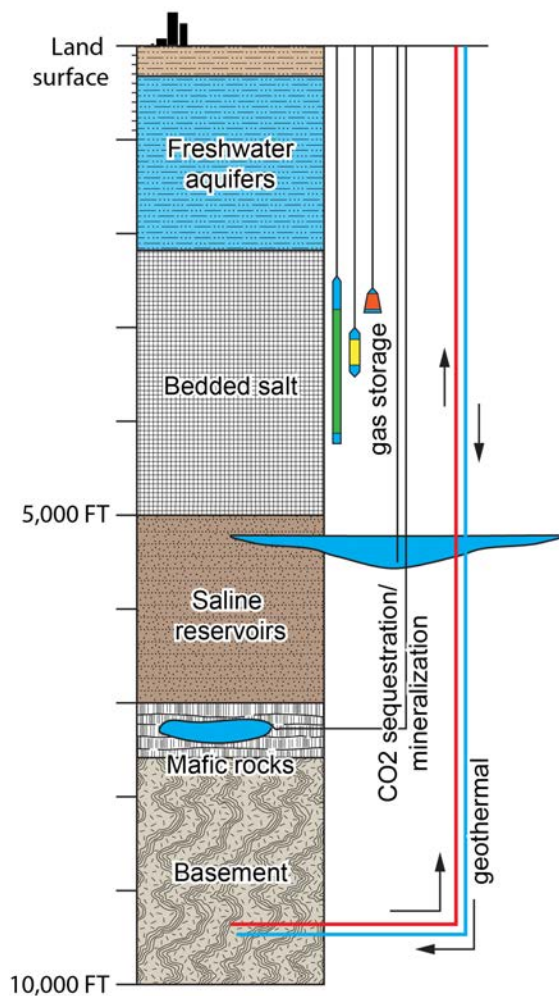 Land
surface
Freshwater
aquifers
Bedded salt
gas storage
5,000 FT
Saline
reservoirs
CO2 sequestration/
mineralization
Mafic rocks
geothermal
Basement
10,000 FT